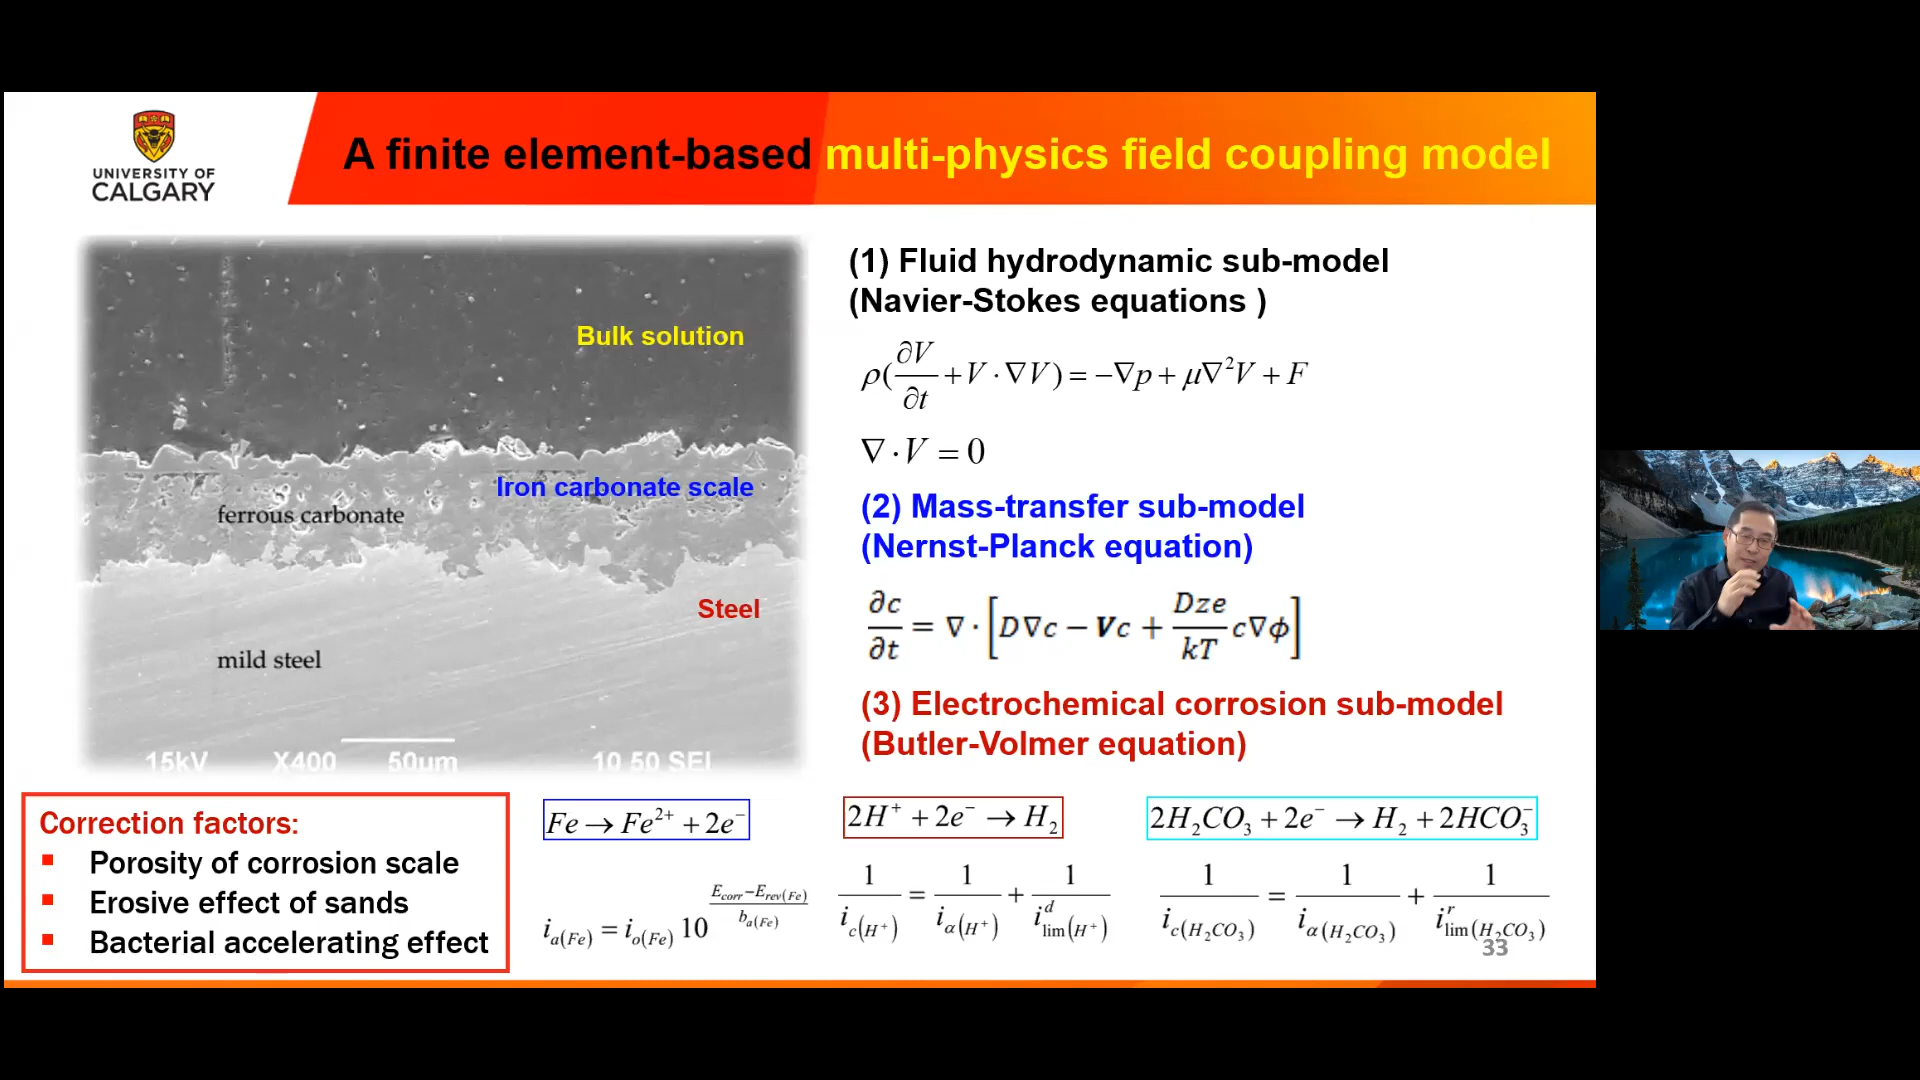 UNIVERSITY OF
CALGARY
A finite element-based multi-physics field coupling model
Bulk solution
Iron carbonate scale
ferrous carbonate
Steel
mild steel
15kV X400 50µm 10 50 SEI
(1) Fluid hydrodynamic sub-model
(Navier-Stokes equations )
ρ(∂V/∂t + V · ∇V) = −∇p + μ∇²V + F
∇ · V = 0
(2) Mass-transfer sub-model
(Nernst-Planck equation)
∂c/∂t = ∇ · [D∇c − Vc + Dze/kT c∇ϕ]
(3) Electrochemical corrosion sub-model
(Butler-Volmer equation)
Correction factors:
▪ Porosity of corrosion scale
▪ Erosive effect of sands
▪ Bacterial accelerating effect
Fe → Fe²⁺ + 2e⁻
i_a(Fe) = i_o(Fe) 10^((E_corr − E_rev(Fe))/b_a(Fe))
2H⁺ + 2e⁻ → H₂
1/i_c(H⁺) = 1/i_α(H⁺) + 1/i^d_lim(H⁺)
2H₂CO₃ + 2e⁻ → H₂ + 2HCO₃⁻
1/i_c(H₂CO₃) = 1/i_α(H₂CO₃) + 1/i^r_lim(H₂CO₃)
33